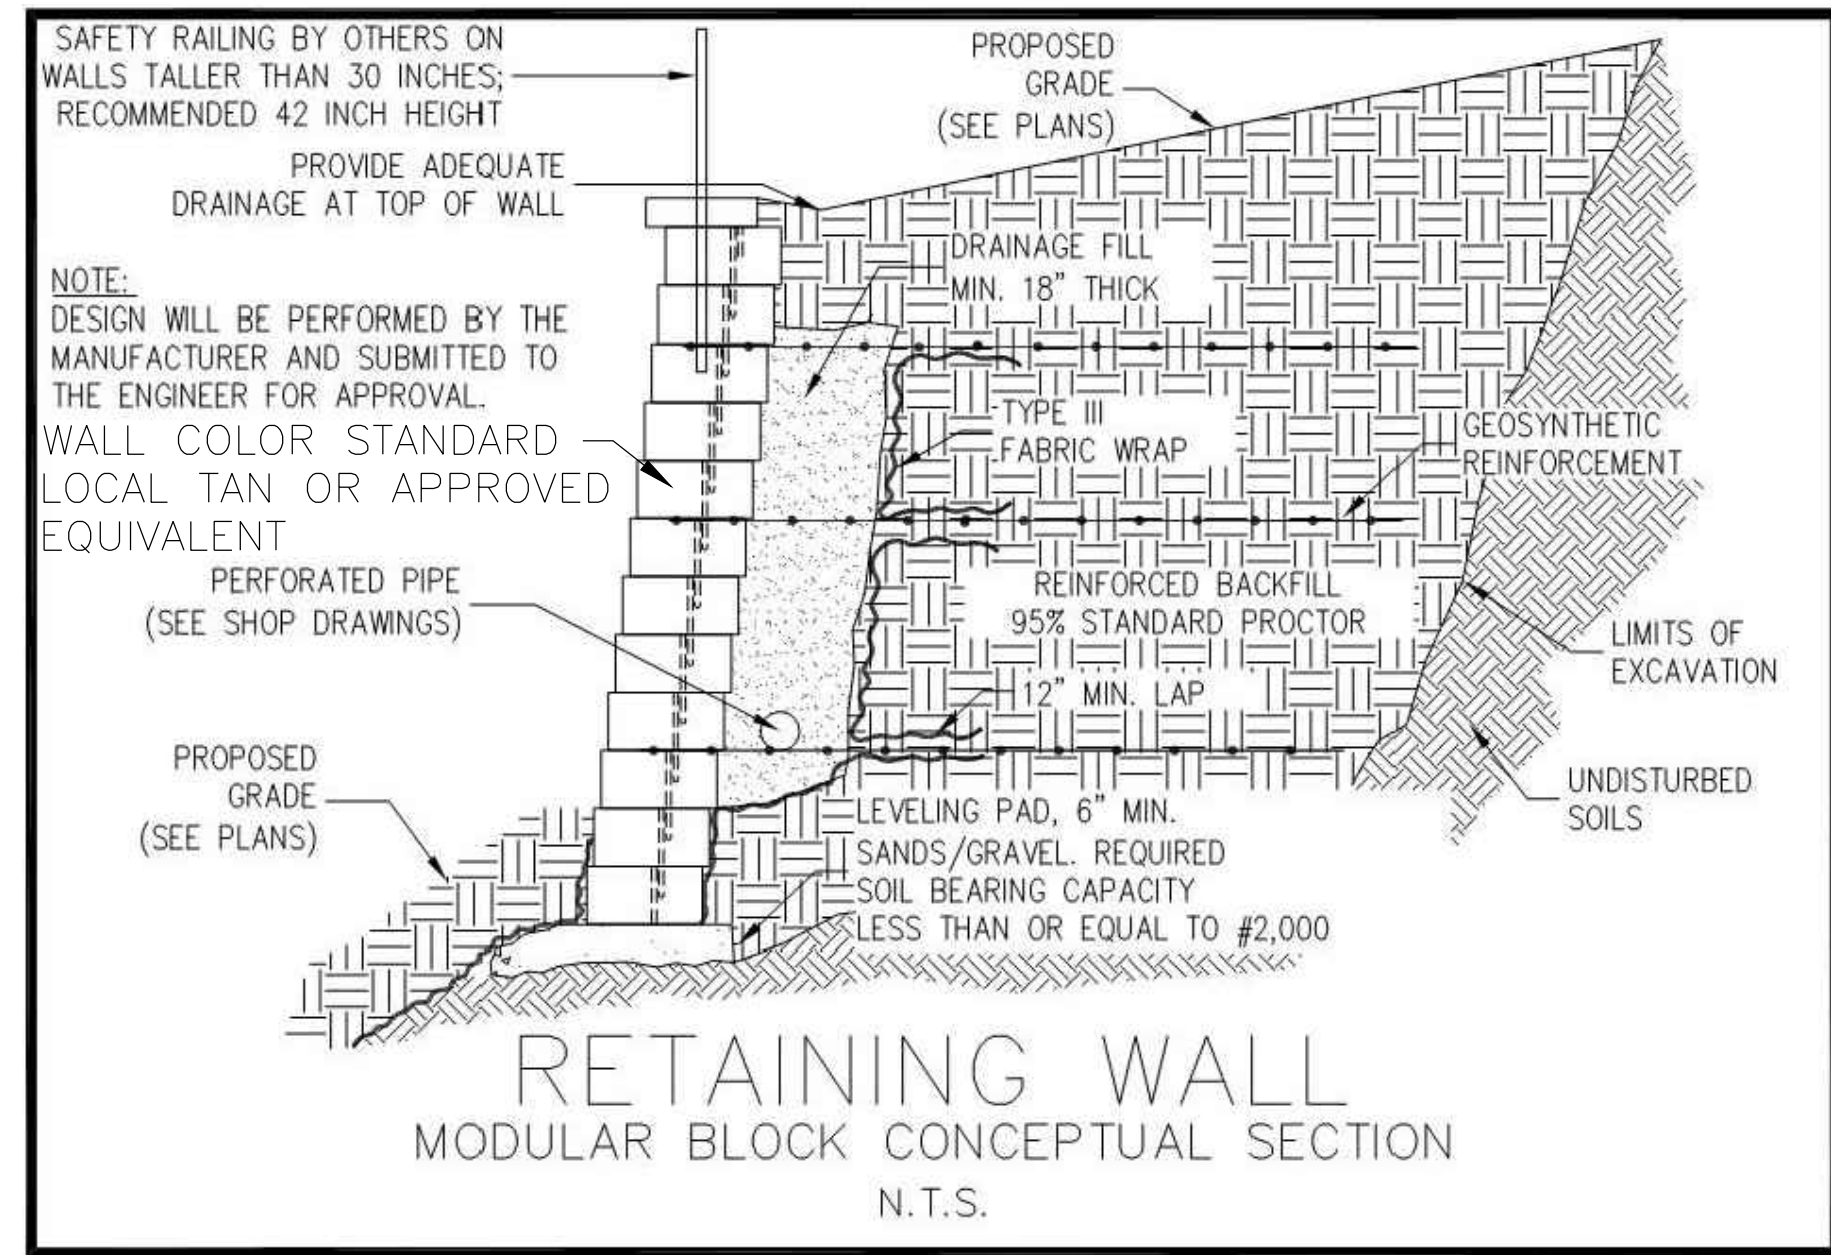 SAFETY RAILING BY OTHERS ON
WALLS TALLER THAN 30 INCHES;
RECOMMENDED 42 INCH HEIGHT
PROPOSED
GRADE
(SEE PLANS)
PROVIDE ADEQUATE
DRAINAGE AT TOP OF WALL
NOTE:
DESIGN WILL BE PERFORMED BY THE
MANUFACTURER AND SUBMITTED TO
THE ENGINEER FOR APPROVAL.
DRAINAGE FILL
MIN. 18" THICK
WALL COLOR STANDARD
LOCAL TAN OR APPROVED
EQUIVALENT
TYPE III
FABRIC WRAP
GEOSYNTHETIC
REINFORCEMENT
PERFORATED PIPE
(SEE SHOP DRAWINGS)
REINFORCED BACKFILL
95% STANDARD PROCTOR
LIMITS OF
EXCAVATION
12" MIN. LAP
PROPOSED
GRADE
(SEE PLANS)
UNDISTURBED
SOILS
LEVELING PAD, 6" MIN.
SANDS/GRAVEL. REQUIRED
SOIL BEARING CAPACITY
LESS THAN OR EQUAL TO #2,000
RETAINING WALL
MODULAR BLOCK CONCEPTUAL SECTION
N.T.S.